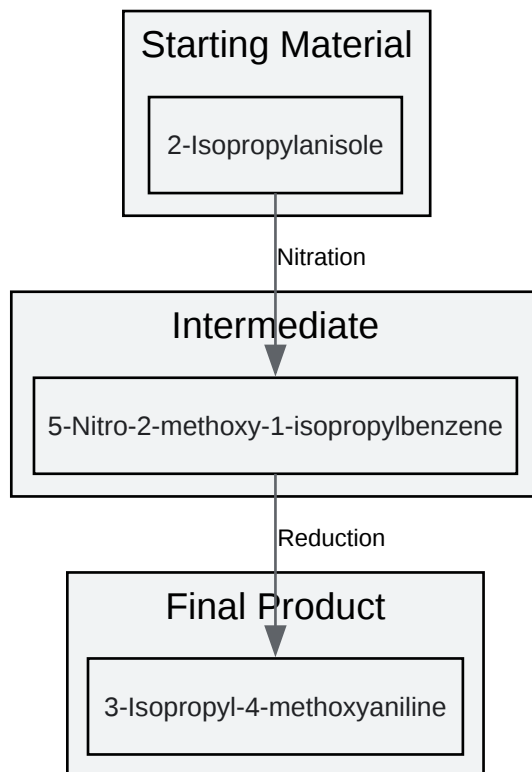 Starting Material
2-Isopropylanisole
Nitration
Intermediate
5-Nitro-2-methoxy-1-isopropylbenzene
Reduction
Final Product
3-Isopropyl-4-methoxyaniline